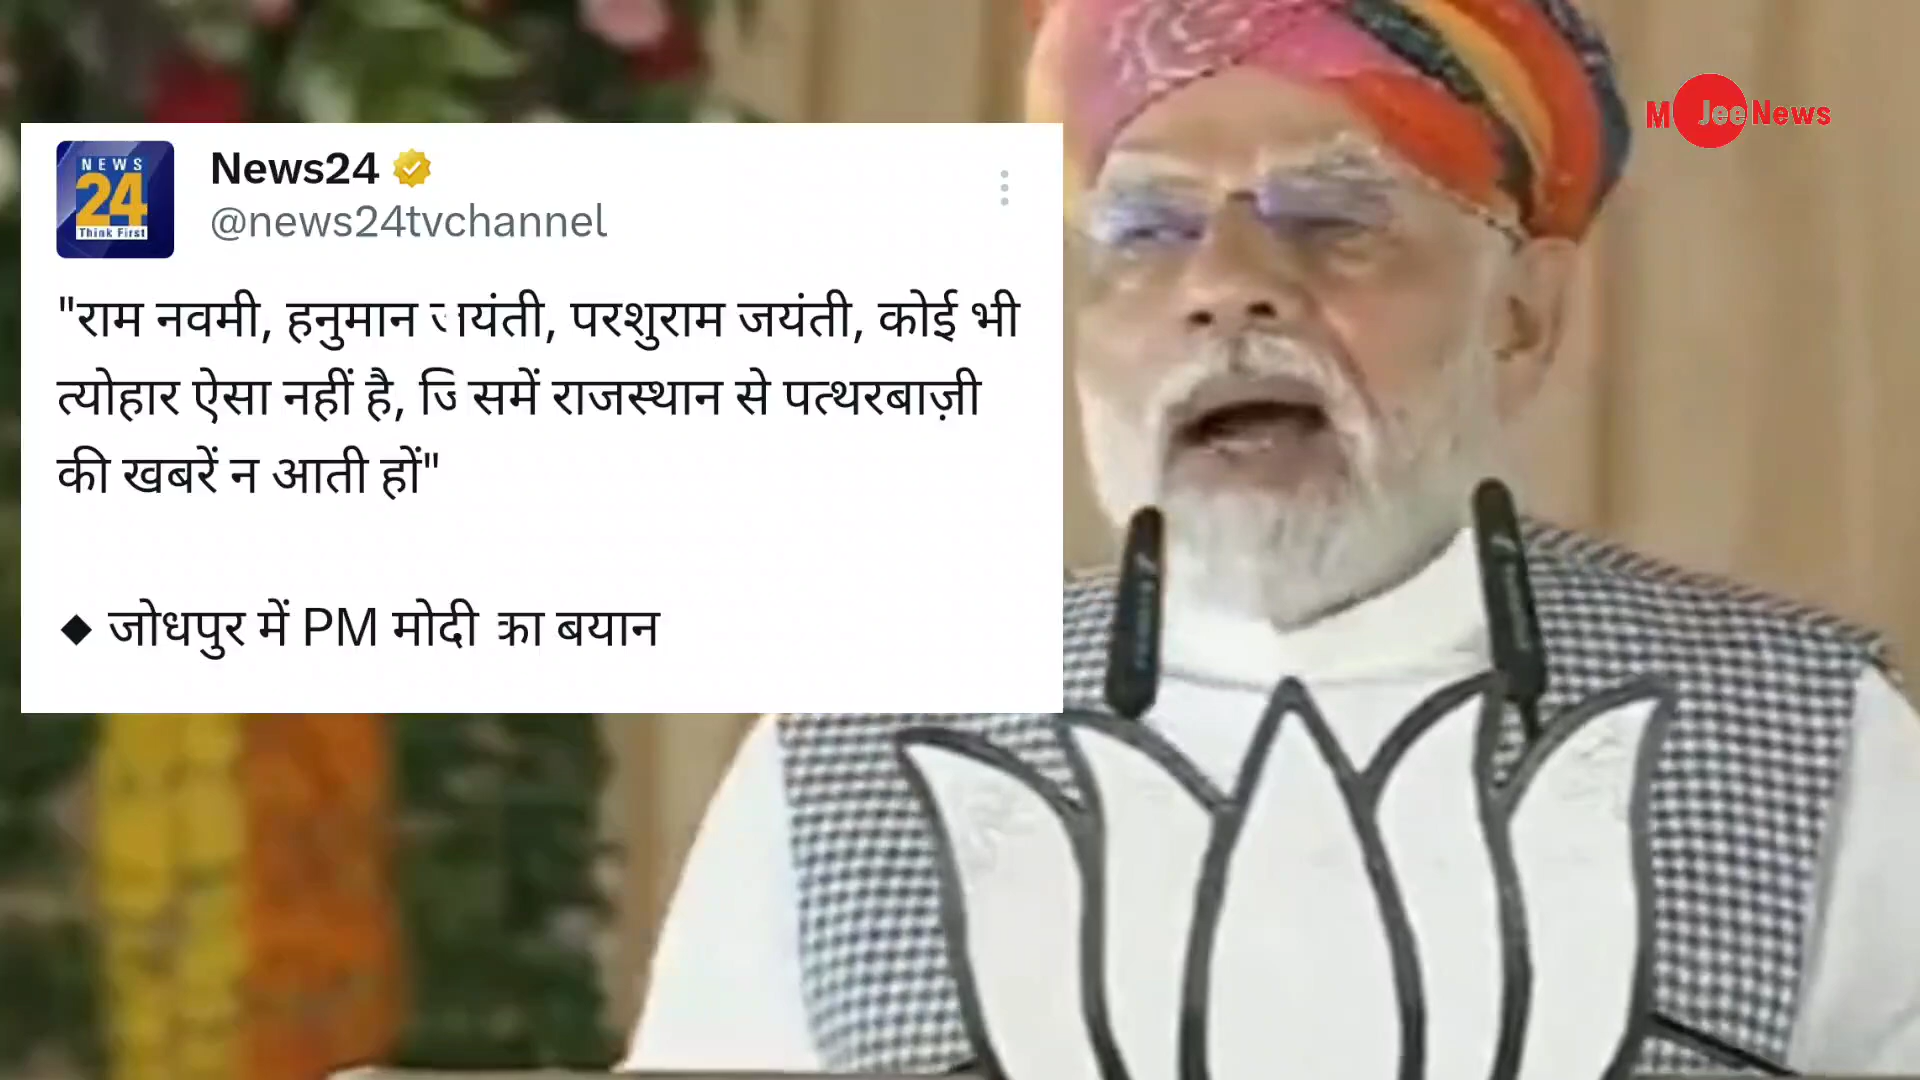 NEWS
24
Think First
News24
@news24tvchannel
"राम नवमी, हनुमान जयंती, परशुराम जयंती, कोई भी
त्योहार ऐसा नहीं है, जिसमें राजस्थान से पत्थरबाज़ी
की खबरें न आती हों"
◆ जोधपुर में PM मोदी का बयान
M Jee News